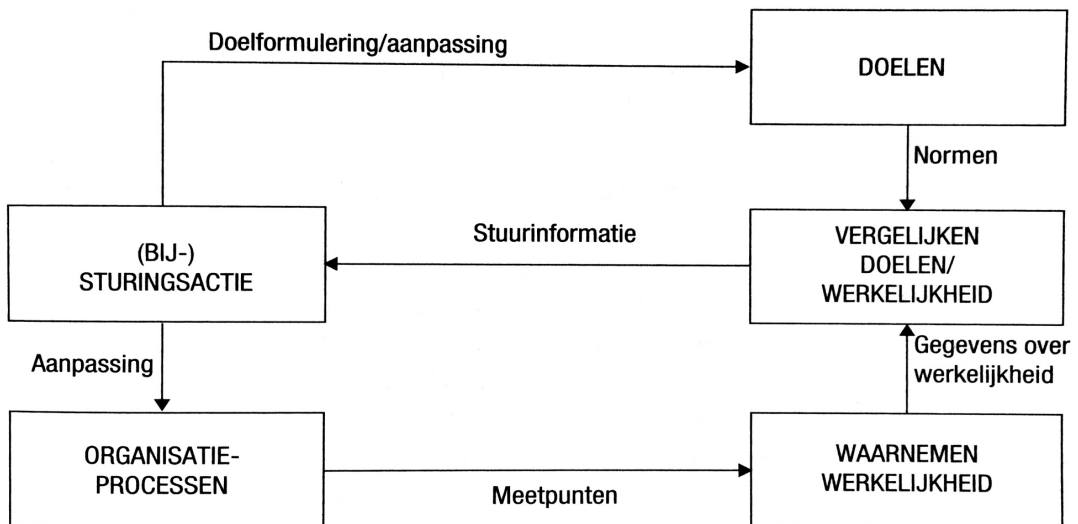 Doelformulering/aanpassing
DOELEN
Normen
(BIJ-)
STURINGSACTIE
Stuurinformatie
VERGELIJKEN
DOELEN/
WERKELIJKHEID
Aanpassing
Gegevens over
werkelijkheid
ORGANISATIE-
PROCESSEN
Meetpunten
WAARNEMEN
WERKELIJKHEID